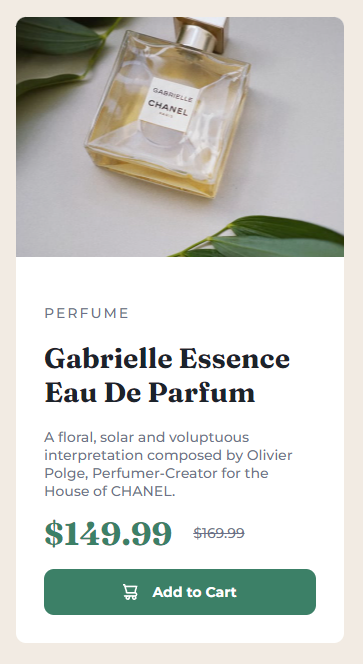 GABRIELLE
CHANEL
PARIS
PERFUME
Gabrielle Essence
Eau De Parfum
A floral, solar and voluptuous
interpretation composed by Olivier
Polge, Perfumer-Creator for the
House of CHANEL.
$149.99 $169.99
Add to Cart